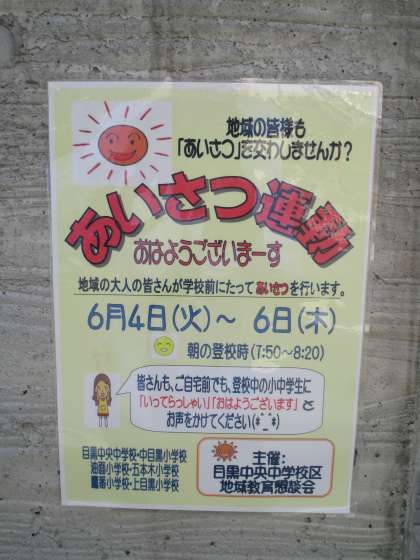 地域の皆様も
「あいさつ」を交わしませんか?
あいさつ運動
おはようございまーす
地域の大人の皆さんが学校前にたってあいさつを行います。
6月4日(火)~ 6日(木)
朝の登校時(7:50~8:20)
皆さんも、ご自宅前でも、登校中の小中学生に
「いってらっしゃい」「おはようございます」と
お声をかけてください(*^_^*)
目黒中央中学校・中目黒小学校
油面小学校・五本木小学校
鷹番小学校・上目黒小学校
主催:
目黒中央中学校区
地域教育懇談会